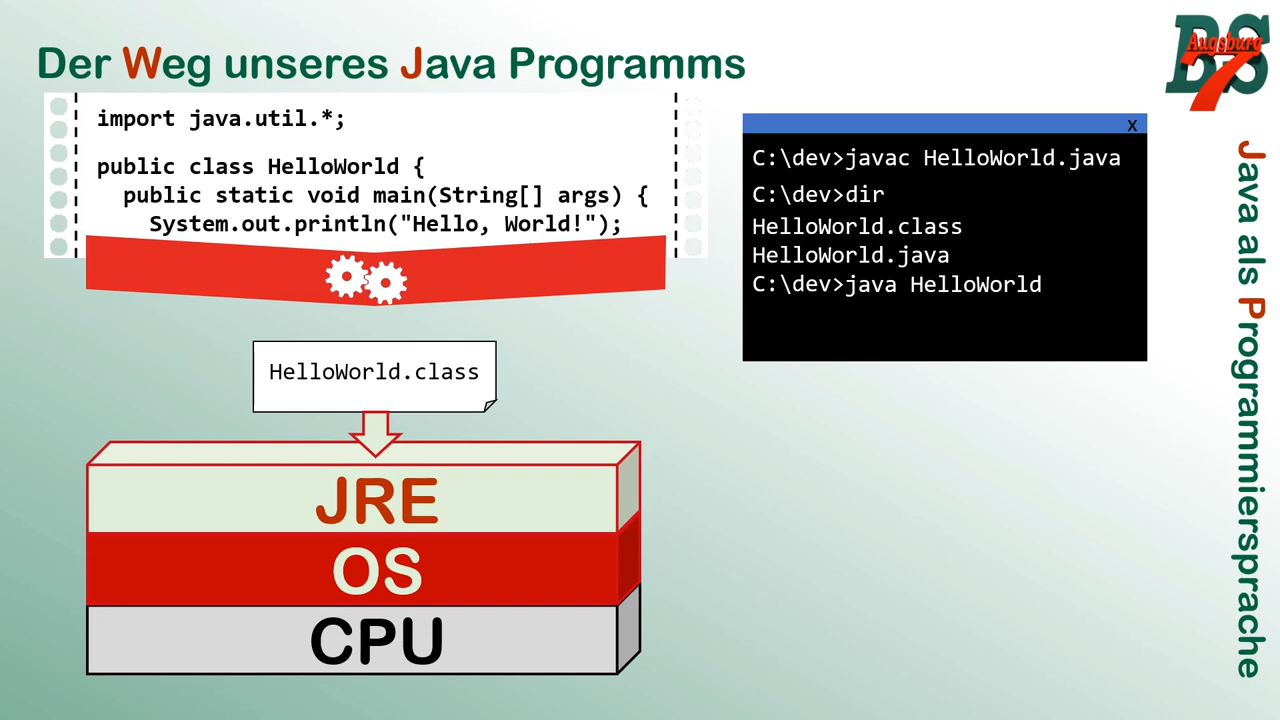 Der Weg unseres Java Programms
import java.util.*;
public class HelloWorld {
public static void main(String[] args) {
System.out.println("Hello, World!");
HelloWorld.class
JRE
OS
CPU
X
C:\dev>javac HelloWorld.java
C:\dev>dir
HelloWorld.class
HelloWorld.java
C:\dev>java HelloWorld
BS
Augsburg
7
Java als Programmiersprache